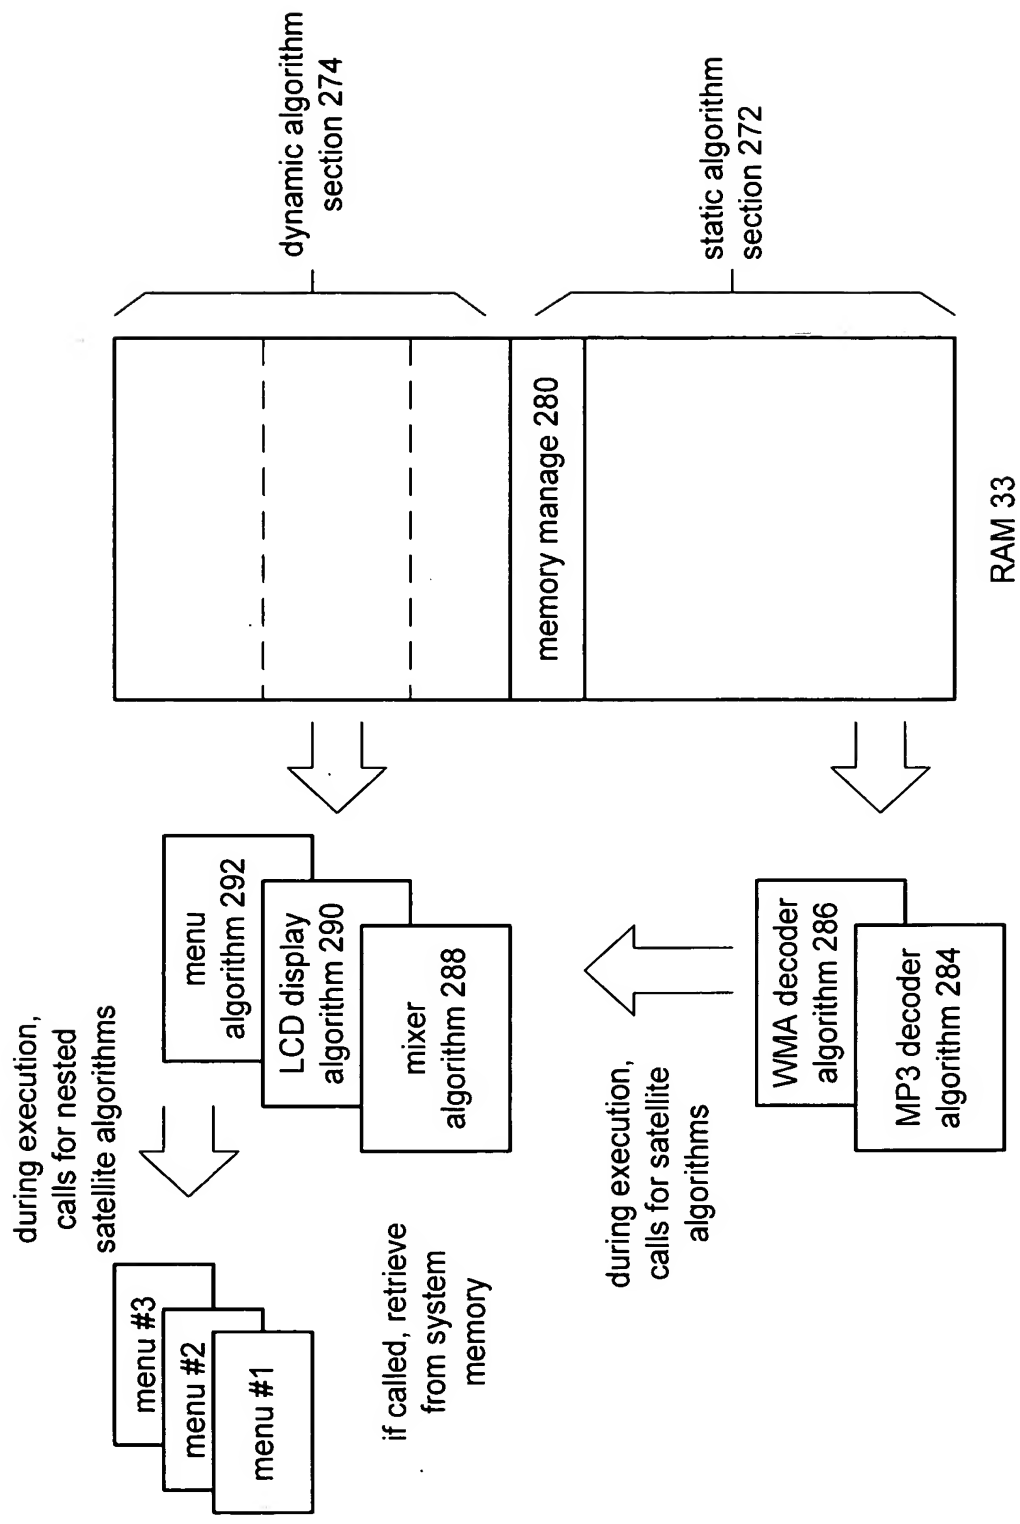 during execution,
calls for nested
satellite algorithms
menu #3
menu #2
menu #1
if called, retrieve
from system
memory
menu
algorithm 292
LCD display
algorithm 290
mixer
algorithm 288
during execution,
calls for satellite
algorithms
WMA decoder
algorithm 286
MP3 decoder
algorithm 284
dynamic algorithm
section 274
memory manage 280
static algorithm
section 272
RAM 33